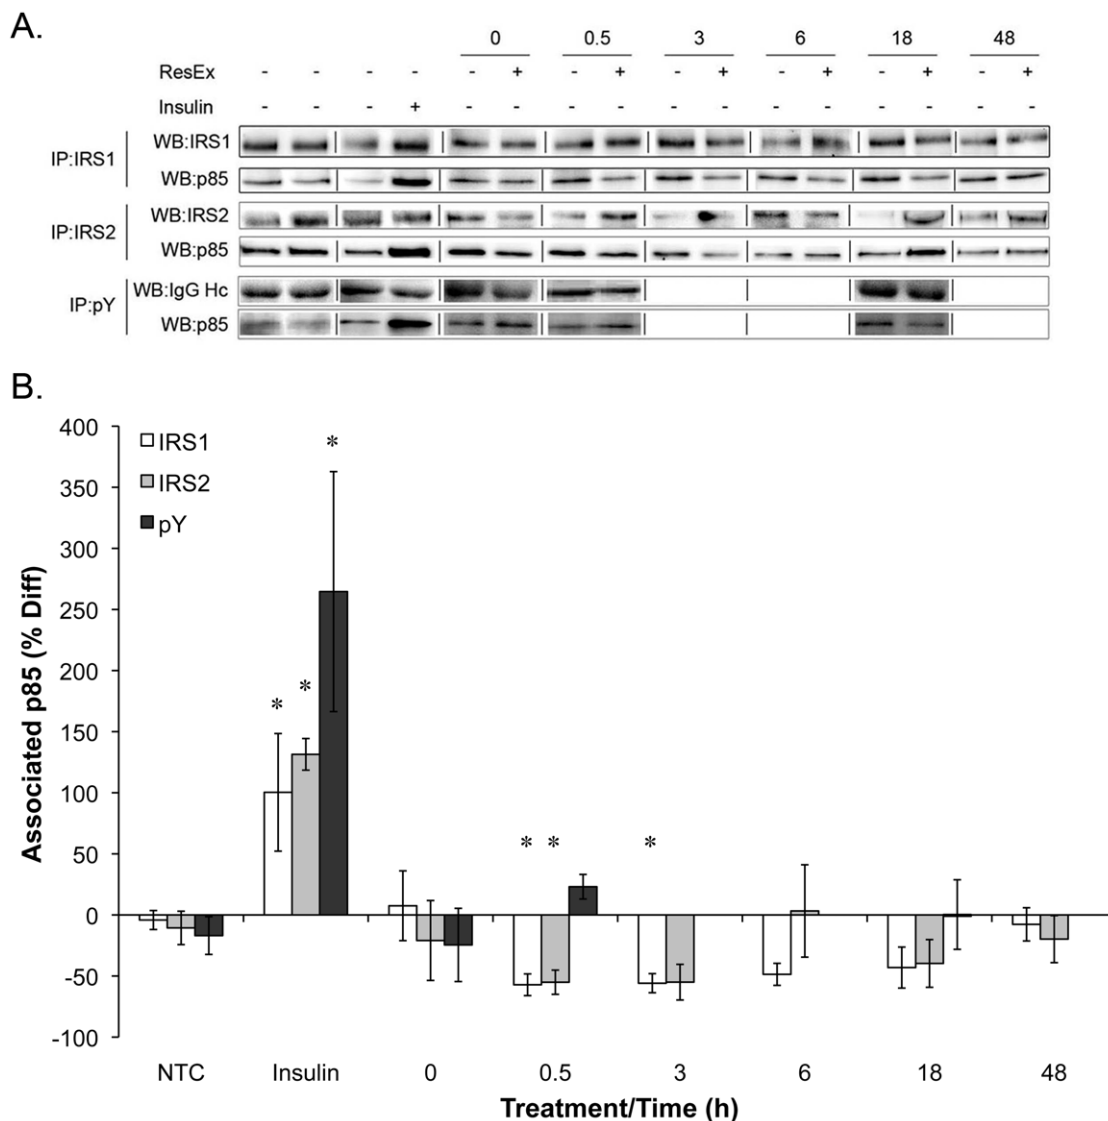 A.
0 0.5 3 6 18 48
ResEx - - - - - + - + - + - + - + - +
Insulin - - - + - - - - - - - - - - - -
IP:IRS1
WB:IRS1
WB:p85
IP:IRS2
WB:IRS2
WB:p85
IP:pY
WB:IgG Hc
WB:p85
B.
400
350
300
250
200
150
100
50
0
-50
-100
Associated p85 (% Diff)
IRS1
IRS2
pY
*
* *
* * *
NTC Insulin 0 0.5 3 6 18 48
Treatment/Time (h)